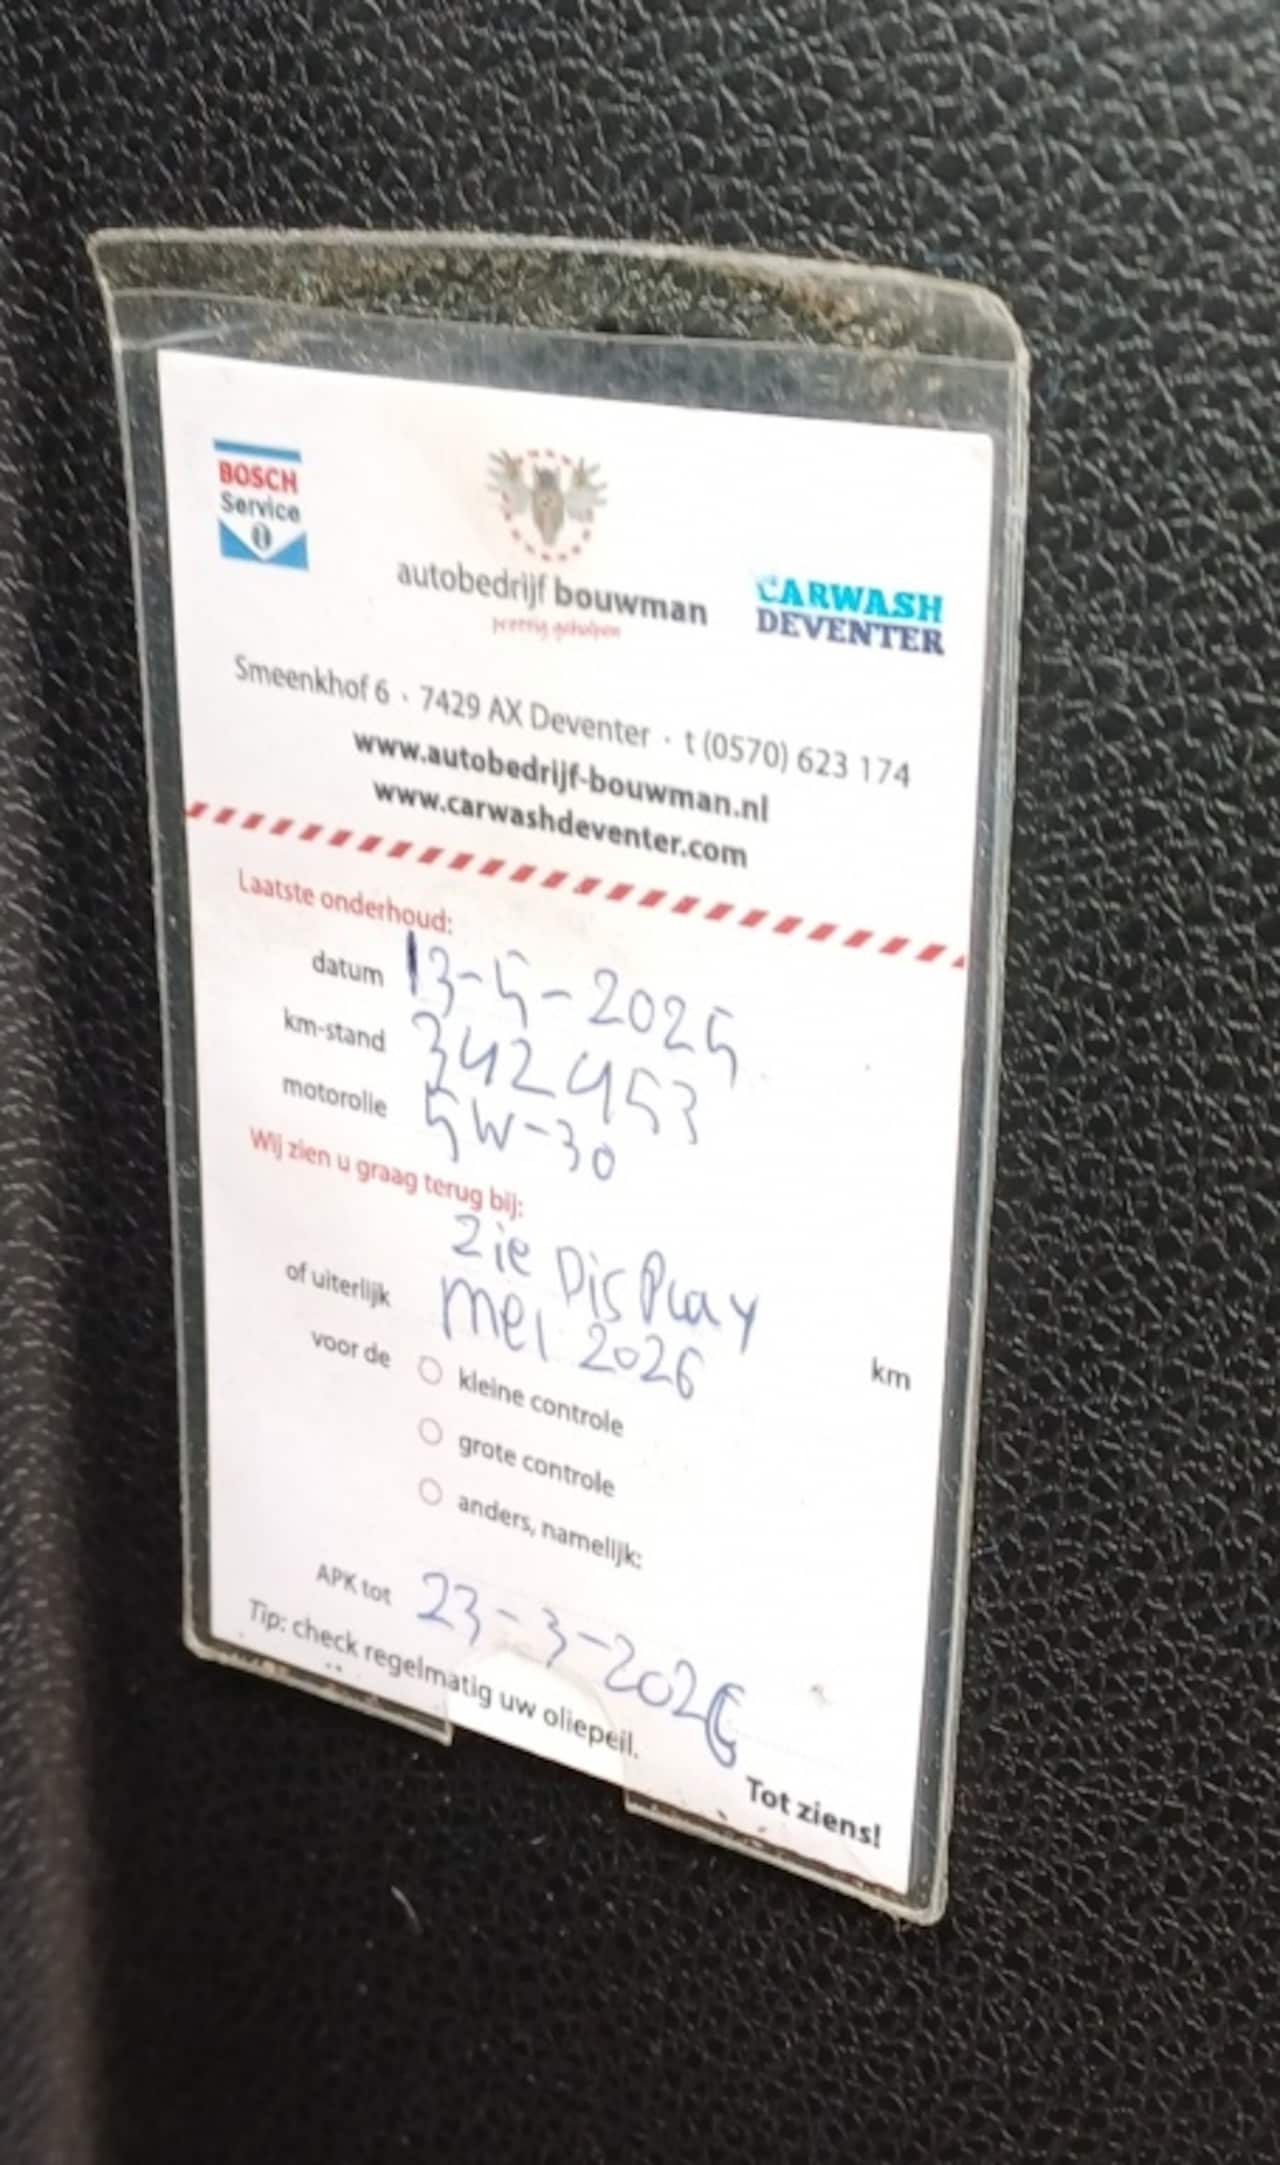 BOSCH
Service
autobedrijf bouwman
prettig geholpen
CARWASH
DEVENTER
Smeenkhof 6 · 7429 AX Deventer · t (0570) 623 174
www.autobedrijf-bouwman.nl
www.carwashdeventer.com
Laatste onderhoud:
datum 13-5-2025
km-stand 342453
motorolie 5W-30
Wij zien u graag terug bij:
Zie DisPlay km
of uiterlijk mei 2026
voor de kleine controle
grote controle
anders, namelijk:
APK tot 23-3-2026
Tip: check regelmatig uw oliepeil.
Tot ziens!